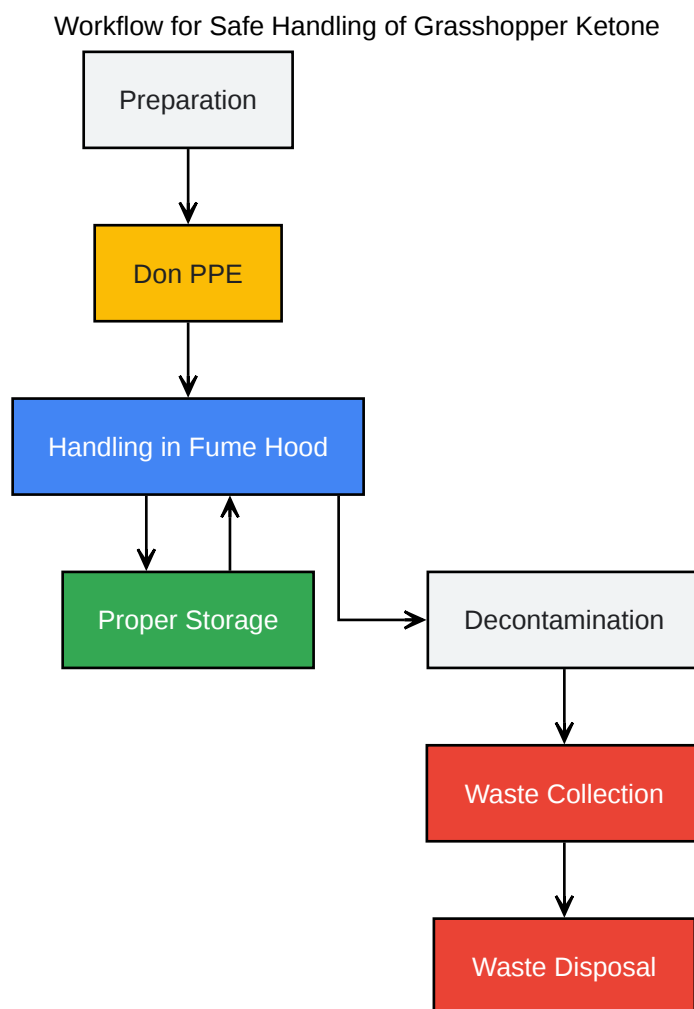 Workflow for Safe Handling of Grasshopper Ketone
Preparation
Don PPE
Handling in Fume Hood
Proper Storage
Decontamination
Waste Collection
Waste Disposal